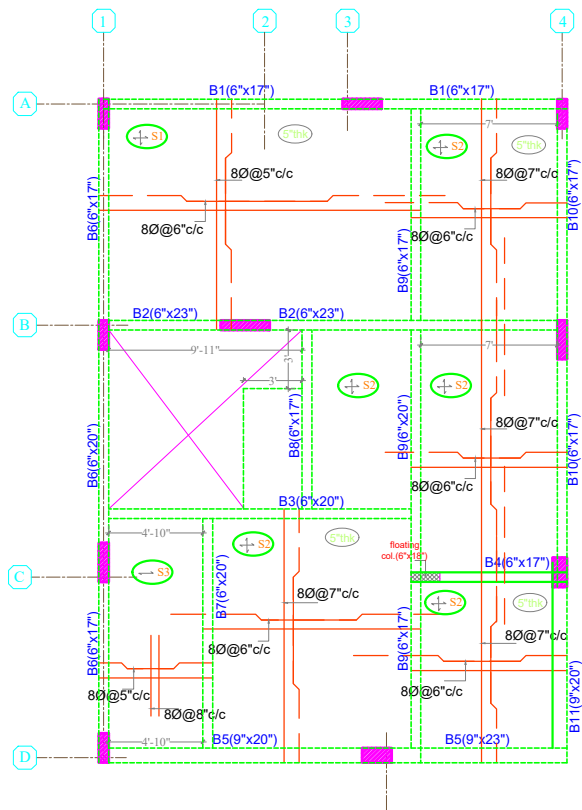 1
2
3
4
A
B1(6"x17")
B1(6"x17")
7'
S1
5"thk
S2
5"thk
8Ø@5"c/c
8Ø@7"c/c
B6(6"x17")
B10(6"x17")
8Ø@6"c/c
8Ø@6"c/c
B9(6"x17")
B
B2(6"x23")
B2(6"x23")
9'-11"
3'
7'
3'
S2
S2
8Ø@7"c/c
B6(6"x20")
B8(6"x17")
B9(6"x20")
B10(6"x17")
8Ø@6"c/c
B3(6"x20")
4'-10"
S2
5"thk
floating
col.(6"x18")
B4(6"x17")
C
S3
B7(6"x20")
S2
5"thk
8Ø@7"c/c
8Ø@7"c/c
B6(6"x17")
8Ø@6"c/c
B9(6"x17")
8Ø@5"c/c
8Ø@6"c/c
8Ø@8"c/c
B11(9"x20")
4'-10"
B5(9"x20")
B5(9"x23")
D